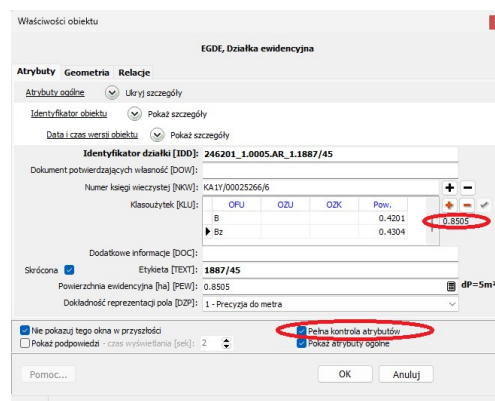 Właściwości obiektu
EGDE, Działka ewidencyjna
Atrybuty Geometria Relacje
Atrybuty ogólne Ukryj szczegóły
Identyfikator obiektu Pokaż szczegóły
Data i czas wersji obiektu Pokaż szczegóły
Identyfikator działki [IDD]: 246201_1.0005.AR_1.1887/45
Dokument potwierdzających własność [DOW]:
Numer księgi wieczystej [NKW]: KA1Y/00025266/6
Klasoużytek [KLU]: OFU OZU OZK Pow.
B 0.4201 0.8505
Bz 0.4304
Dodatkowe informacje [DOC]:
Skrócona Etykieta [TEXT]: 1887/45
Powierzchnia ewidencyjna [ha] [PEW]: 0.8505 dP=5m²
Dokładność reprezentacji pola [DZP]: 1 - Precyzja do metra
Nie pokazuj tego okna w przyszłości Pełna kontrola atrybutów
Pokaż podpowiedzi - czas wyświetlania [sek]: 2 Pokaż atrybuty ogólne
Pomoc... OK Anuluj